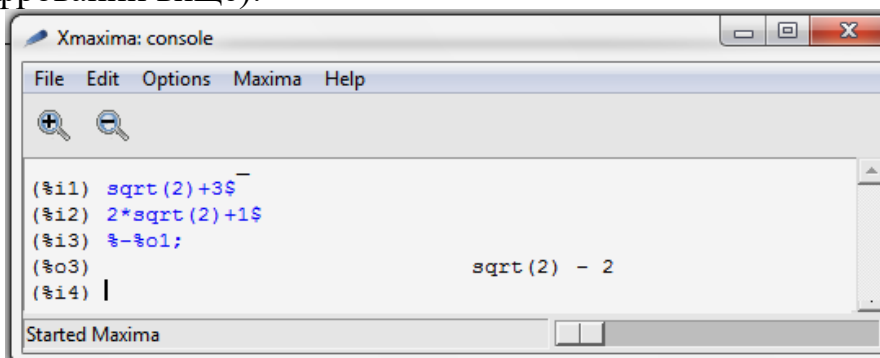 Xmaxima: console
File Edit Options Maxima Help
(%i1) sqrt(2)+3$
(%i2) 2*sqrt(2)+1$
(%i3) %-%o1;
(%o3) sqrt(2) - 2
(%i4)
Started Maxima